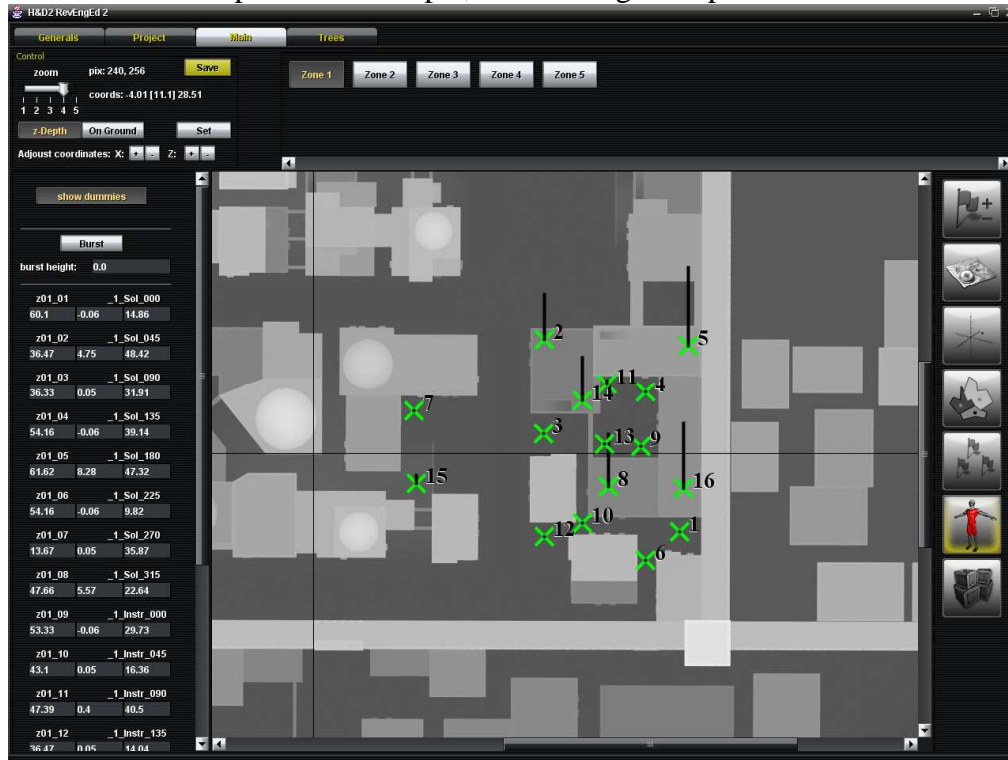 H&D2 RevEngEd 2
Generals Project Main Trees
Control
zoom pix: 240, 256 Save
coords: -4.01 [11.1] 28.51
1 2 3 4 5
z-Depth On Ground Set
Adjoust coordinates: X: + - Z: + -
Zone 1 Zone 2 Zone 3 Zone 4 Zone 5
show dummies
Burst
burst height: 0.0
z01_01 _1_Sol_000
60.1 -0.06 14.86
z01_02 _1_Sol_045
36.47 4.75 48.42
z01_03 _1_Sol_090
36.33 0.05 31.91
z01_04 _1_Sol_135
54.16 -0.06 39.14
z01_05 _1_Sol_180
61.62 8.28 47.32
z01_06 _1_Sol_225
54.16 -0.06 9.82
z01_07 _1_Sol_270
13.67 0.05 35.87
z01_08 _1_Sol_315
47.66 5.57 22.64
z01_09 _1_Instr_000
53.33 -0.06 29.73
z01_10 _1_Instr_045
43.1 0.05 16.36
z01_11 _1_Instr_090
47.39 0.4 40.5
z01_12 _1_Instr_135
36.47 0.05 14.04
2
5
11
4
14
7
3
13
9
15
8
16
10
12
1
6